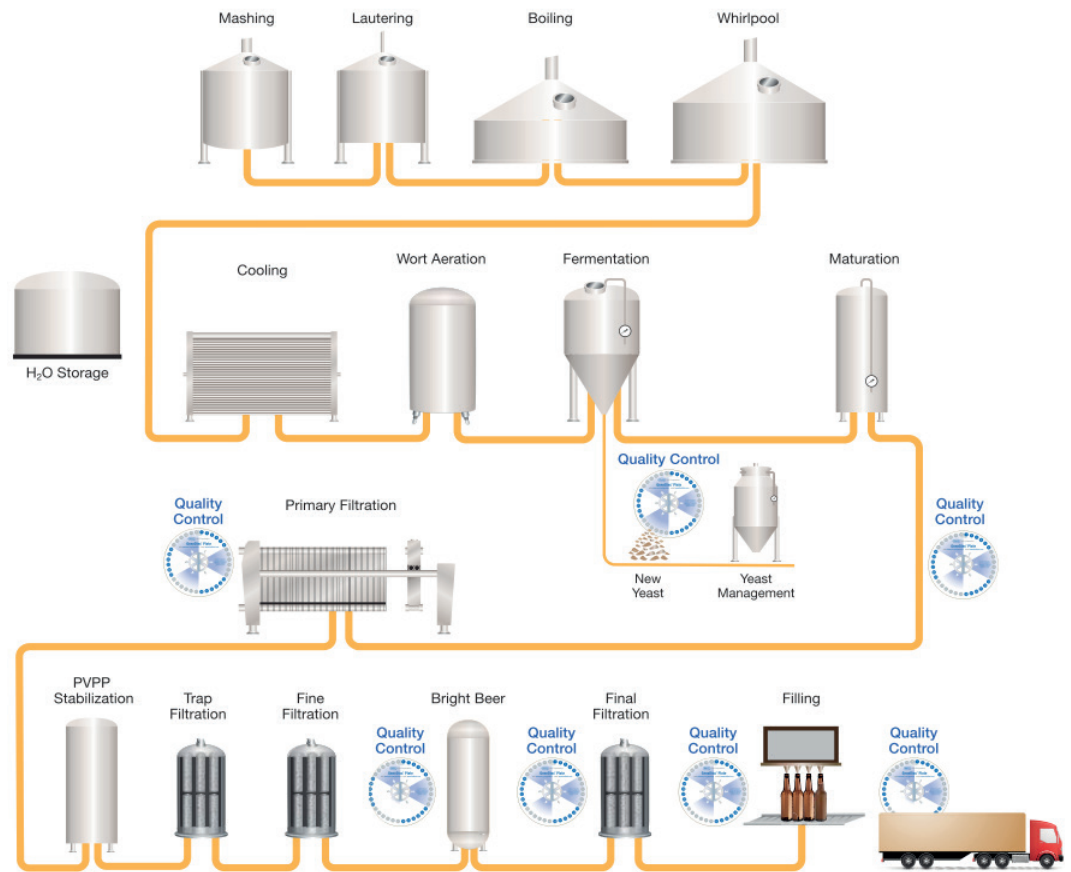 Mashing
Lautering
Boiling
Whirlpool
Cooling
Wort Aeration
Fermentation
Maturation
H₂O Storage
Quality Control
Primary Filtration
Quality
Control
Quality
Control
New
Yeast
Yeast
Management
PVPP
Stabilization
Trap
Filtration
Fine
Filtration
Bright Beer
Final
Filtration
Filling
Quality
Control
Quality
Control
Quality
Control
Quality
Control